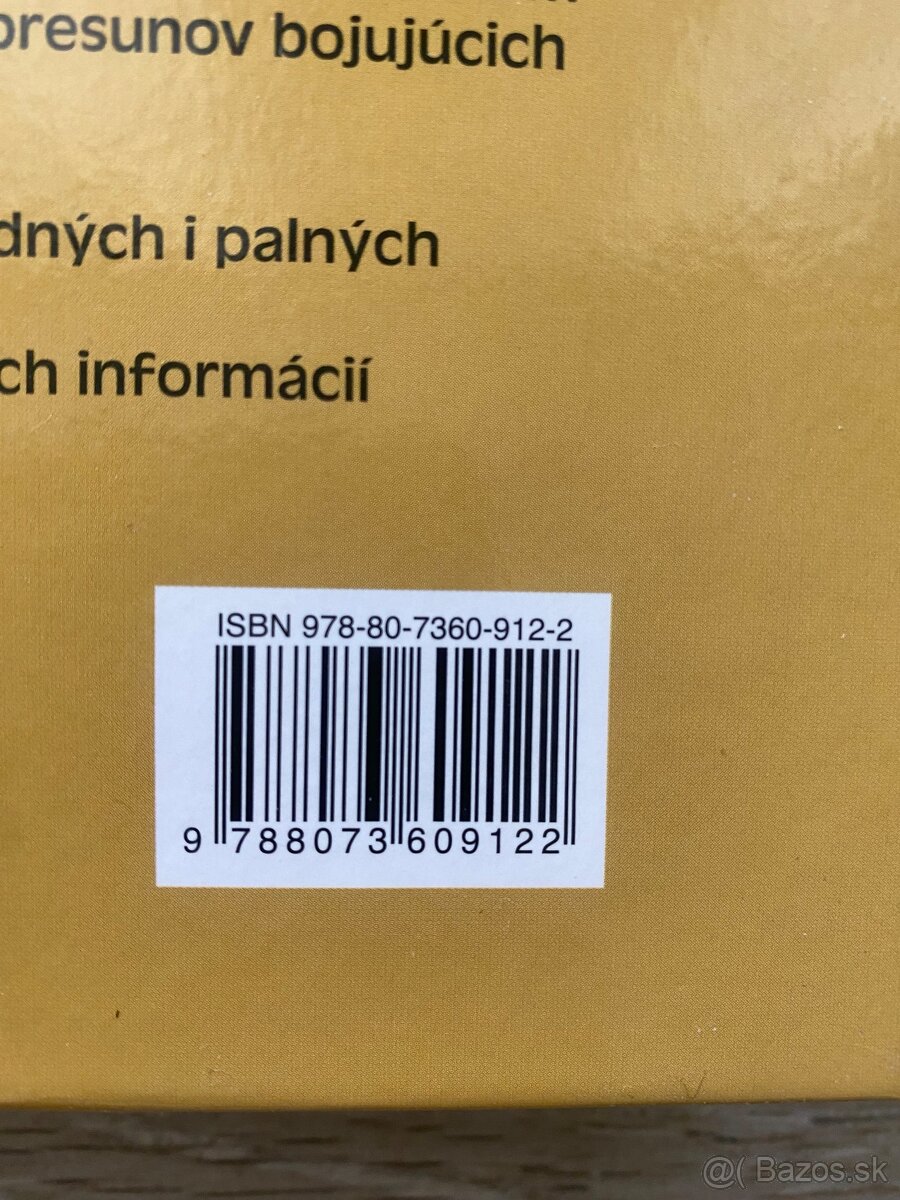 presunov bojujúcich
dných i palných
ch informácií
ISBN 978-80-7360-912-2
9 788073 609122
@( Bazos.sk